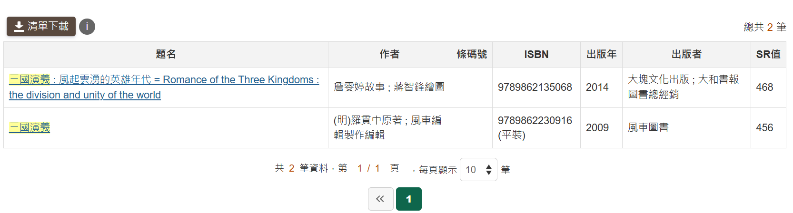 清單下載 i
總共 2 筆
題名 作者 條碼號 ISBN 出版年 出版者 SR值
三國演義 : 風起雲湧的英雄年代 = Romance of the Three Kingdoms :
the division and unity of the world
詹雯婷故事 ; 蔣智鋒繪圖
9789862135068
2014
大塊文化出版 ; 大和書報
圖書總經銷
468
三國演義
(明)羅貫中原著 ; 風車編
輯製作編輯
9789862230916
(平裝)
2009
風車圖書
456
共 2 筆資料，第 1 / 1 頁 ，每頁顯示 10 筆
« 1